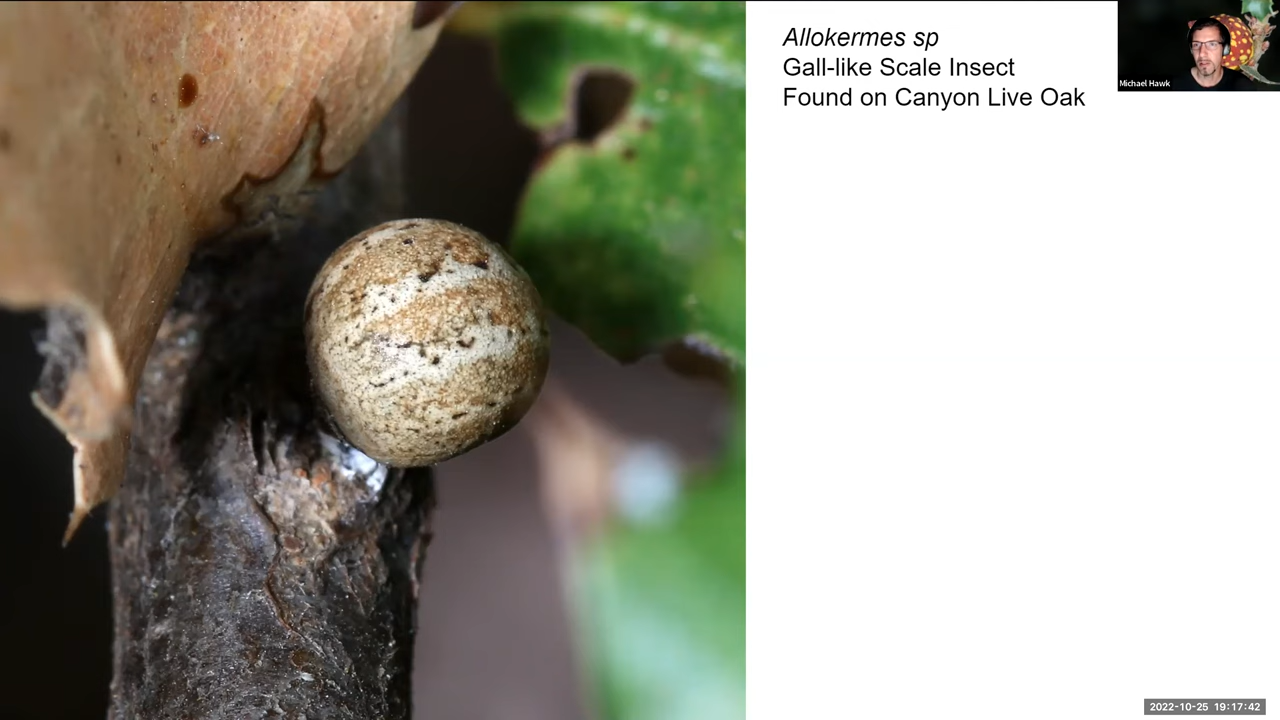 Allokermes sp
Gall-like Scale Insect
Found on Canyon Live Oak
Michael Hawk
2022-10-25 19:17:42